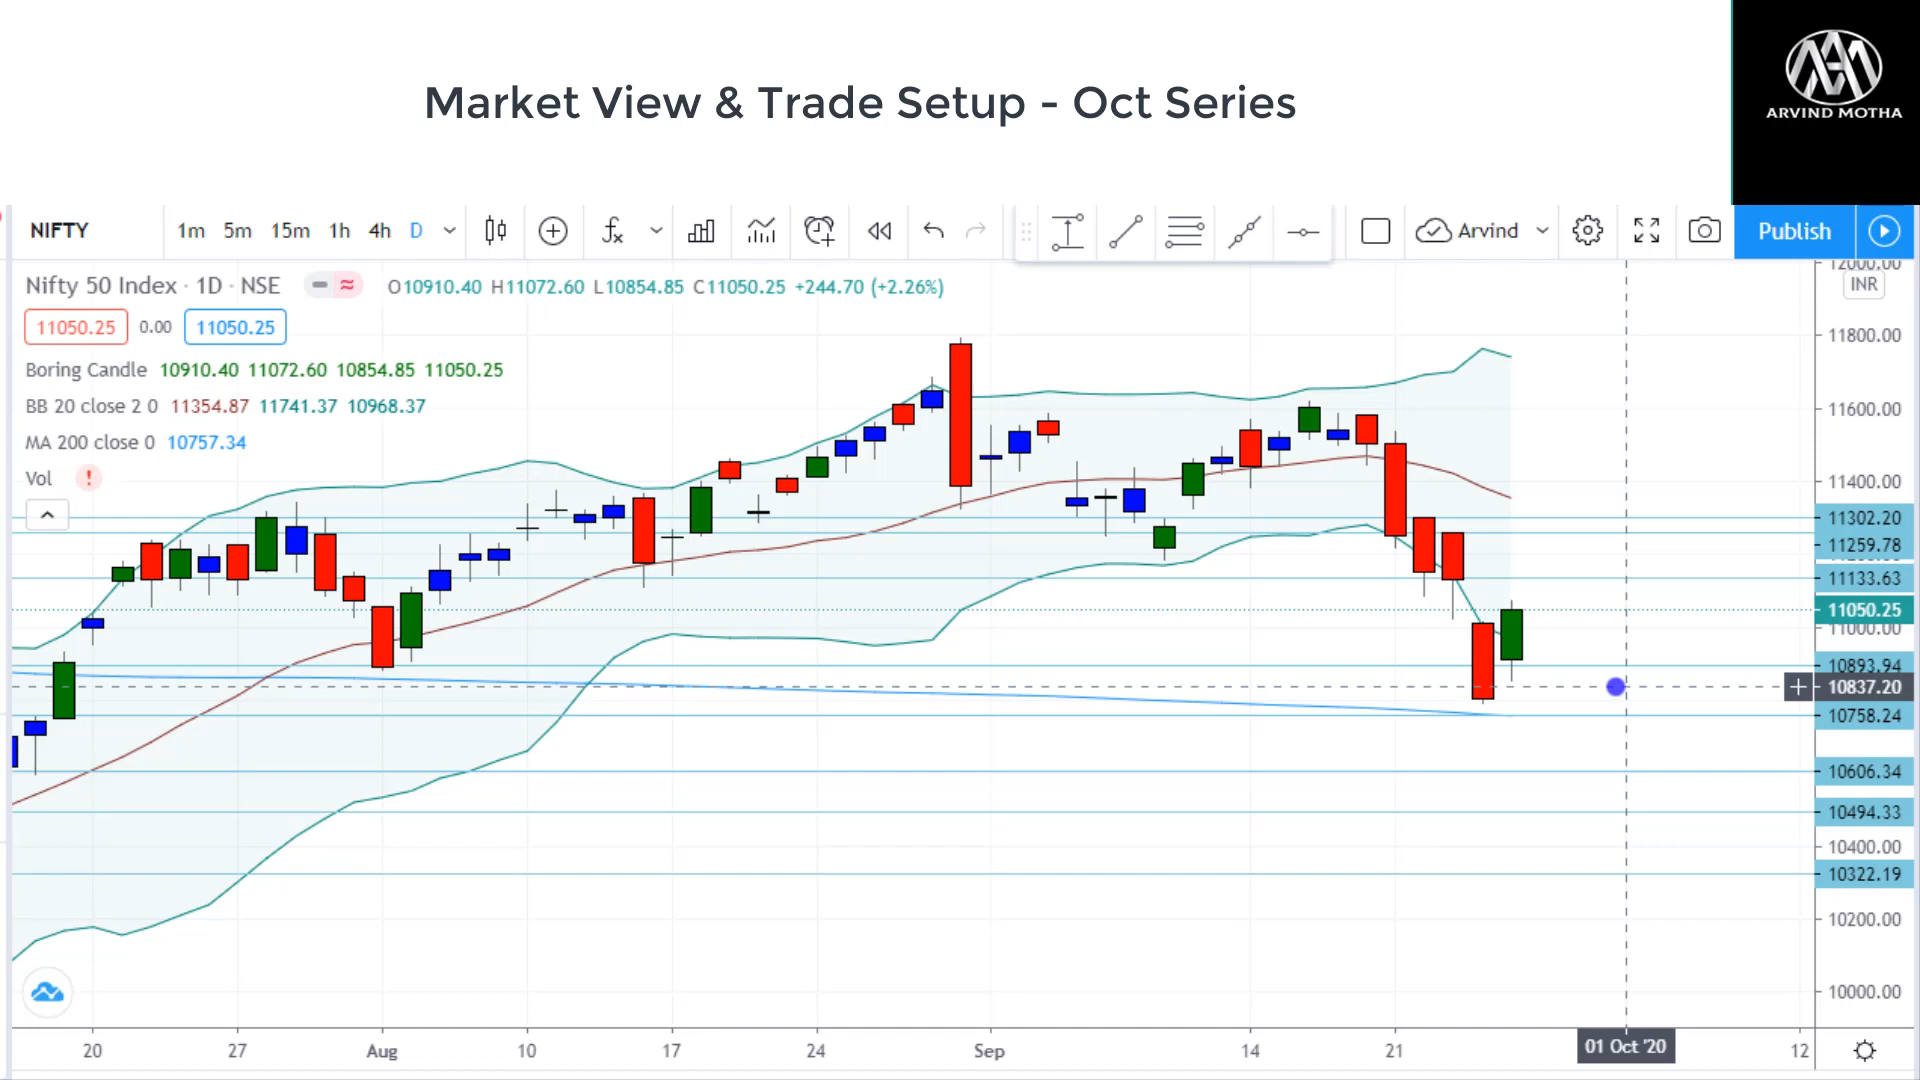 Market View & Trade Setup - Oct Series
ARVIND MOTHA
NIFTY 1m 5m 15m 1h 4h D fx Arvind Publish
Nifty 50 Index · 1D · NSE O10910.40 H11072.60 L10854.85 C11050.25 +244.70 (+2.26%)
11050.25 0.00 11050.25
Boring Candle 10910.40 11072.60 10854.85 11050.25
BB 20 close 2 0 11354.87 11741.37 10968.37
MA 200 close 0 10757.34
Vol !
12000.00
INR
11800.00
11600.00
11400.00
11302.20
11259.78
11133.63
11050.25
11000.00
10893.94
10837.20
10758.24
10606.34
10494.33
10400.00
10322.19
10200.00
10000.00
20 27 Aug 10 17 24 Sep 14 21 01 Oct '20 12